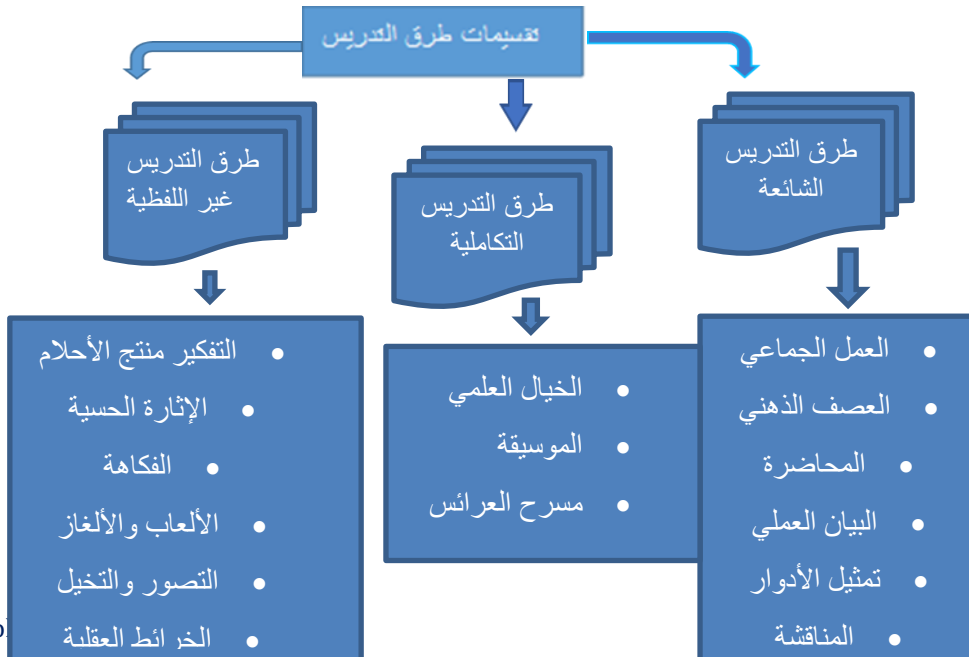 تقسيمات طرق التدريس
طرق التدريس
الشائعة
طرق التدريس
التكاملية
طرق التدريس
غير اللفظية
العمل الجماعي
العصف الذهني
المحاضرة
البيان العملي
تمثيل الأدوار
المناقشة
الخيال العلمي
الموسيقة
مسرح العرائس
التفكير منتج الأحلام
الإثارة الحسية
الفكاهة
الألعاب والألغاز
التصور والتخيل
الخرائط العقلية